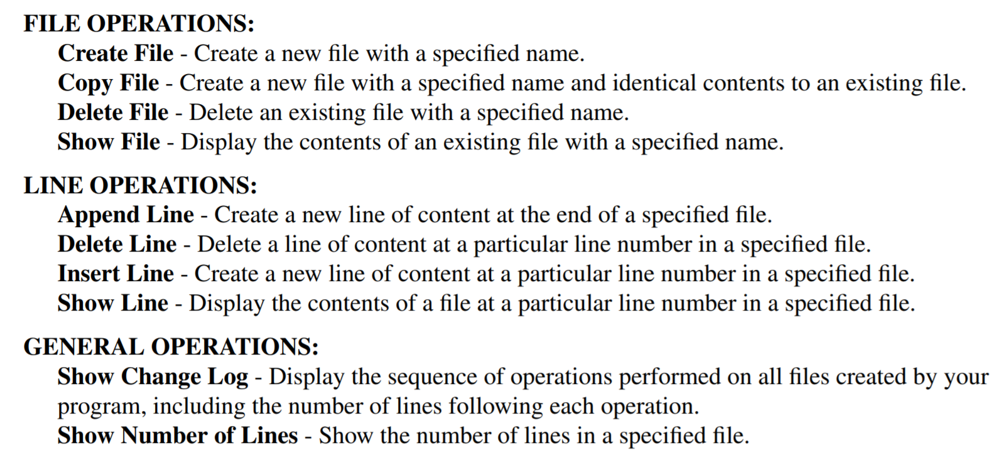 FILE OPERATIONS:
Create File - Create a new file with a specified name.
Copy File - Create a new file with a specified name and identical contents to an existing file.
Delete File - Delete an existing file with a specified name.
Show File - Display the contents of an existing file with a specified name.
LINE OPERATIONS:
Append Line - Create a new line of content at the end of a specified file.
Delete Line - Delete a line of content at a particular line number in a specified file.
Insert Line - Create a new line of content at a particular line number in a specified file.
Show Line - Display the contents of a file at a particular line number in a specified file.
GENERAL OPERATIONS:
Show Change Log - Display the sequence of operations performed on all files created by your
program, including the number of lines following each operation.
Show Number of Lines - Show the number of lines in a specified file.